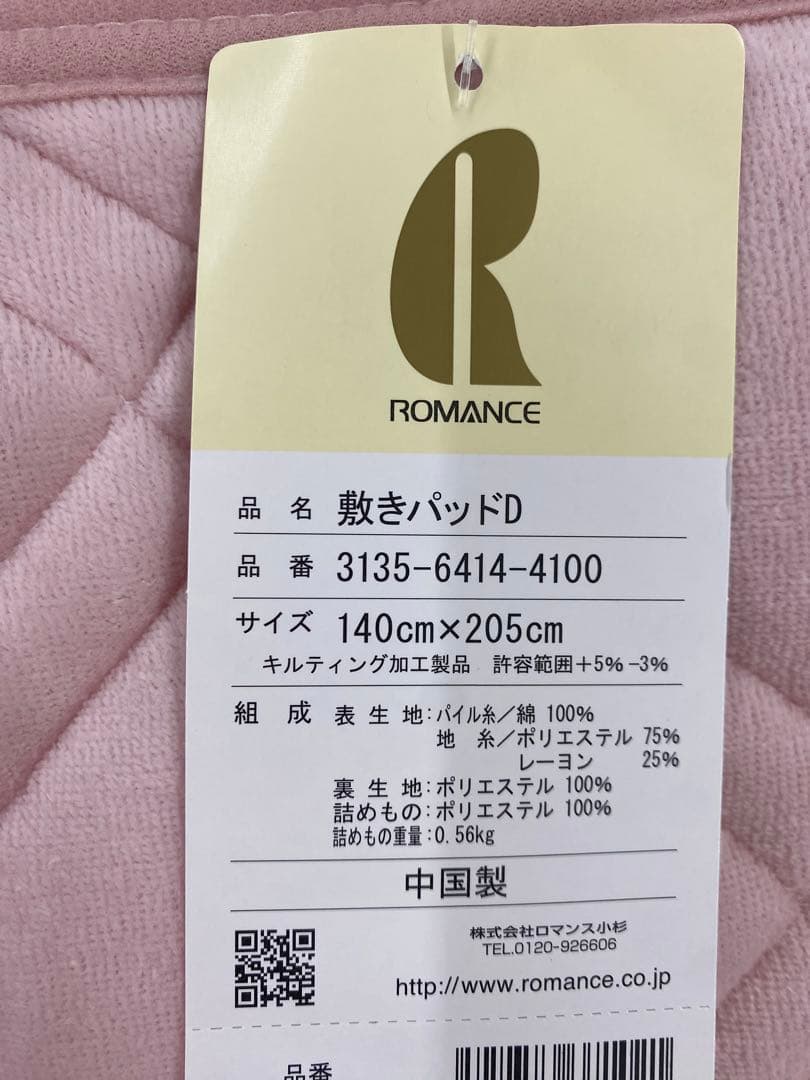 ROMANCE
品 名 敷きパッドD
品 番 3135-6414-4100
サイズ 140cm×205cm
キルティング加工製品 許容範囲+5%-3%
組 成 表生地:パイル糸/綿 100%
地 糸/ポリエステル 75%
レーヨン 25%
裏生地:ポリエステル 100%
詰めもの:ポリエステル 100%
詰めもの重量:0.56kg
中国製
株式会社ロマンス小杉
TEL.0120-926606
http://www.romance.co.jp
品番